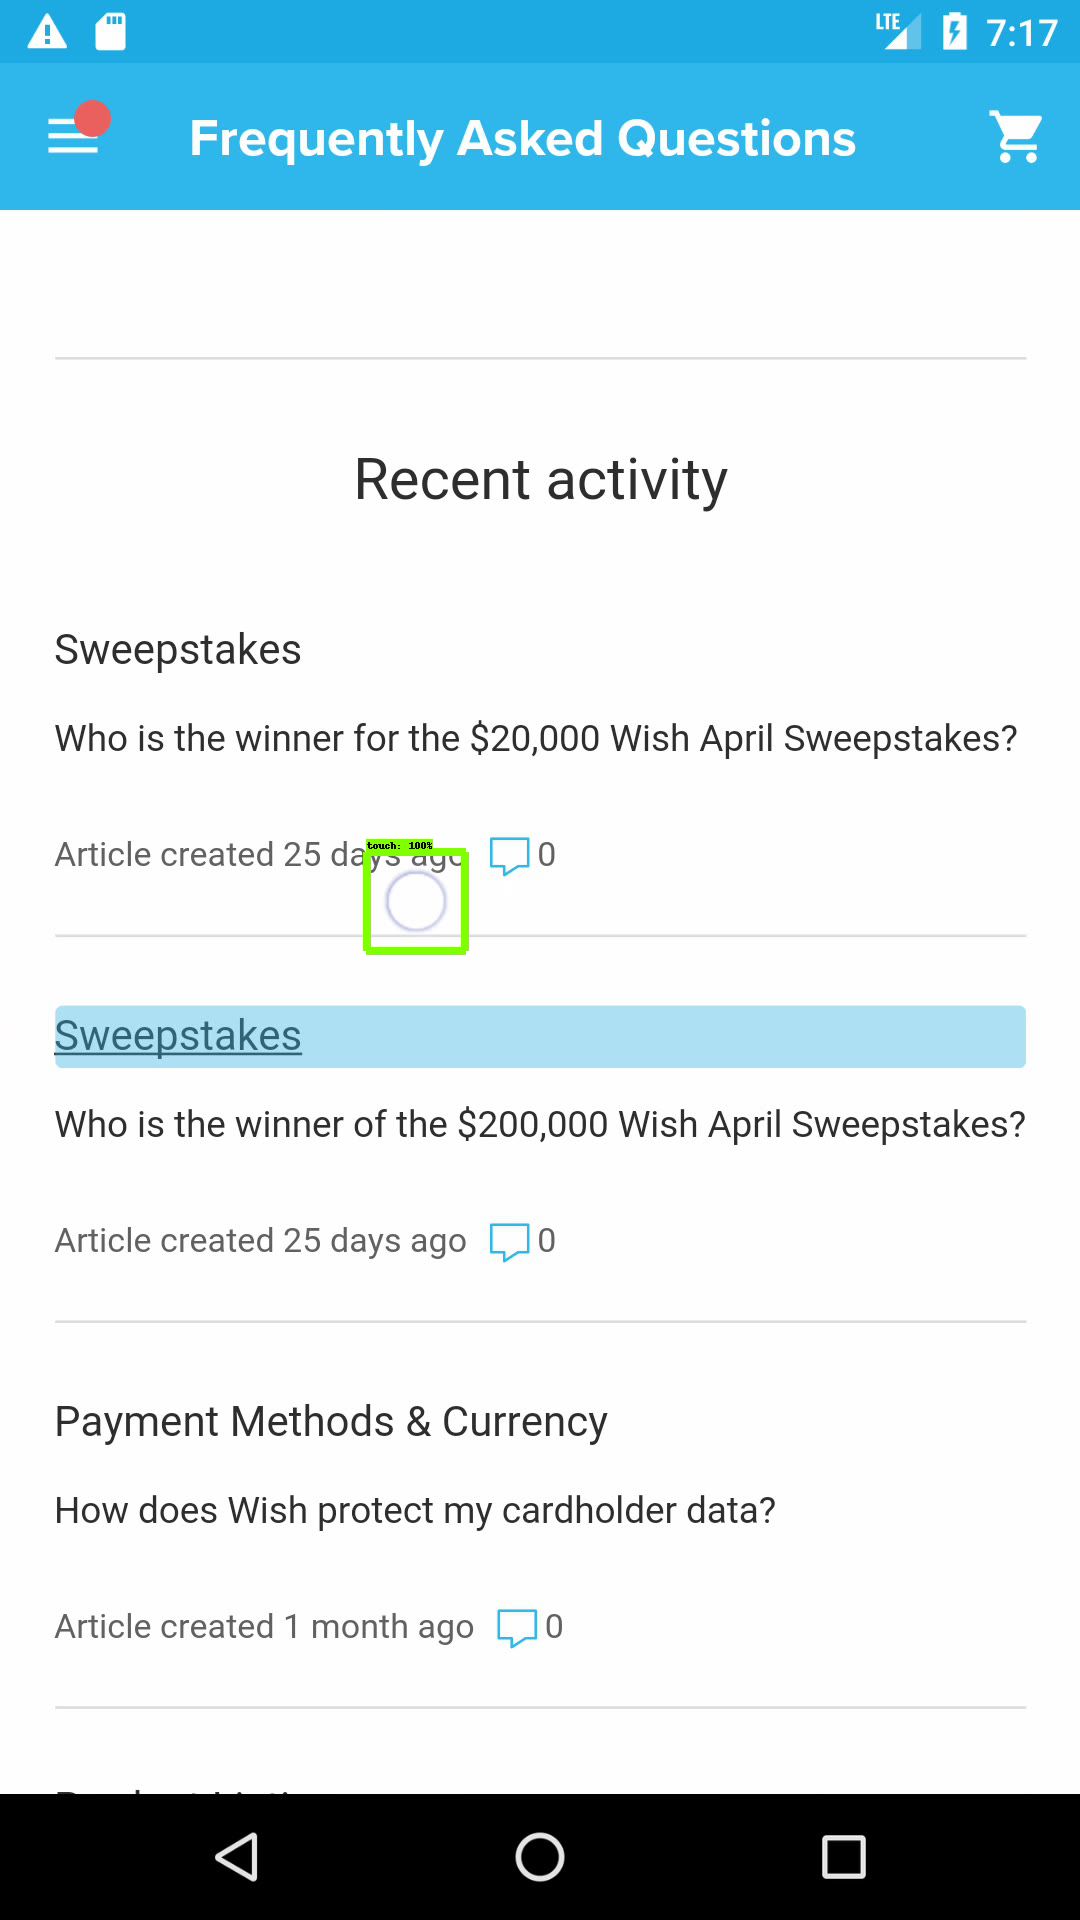 LTE 7:17
Frequently Asked Questions
Recent activity
Sweepstakes
Who is the winner for the $20,000 Wish April Sweepstakes?
touch: 100%
Article created 25 days ago 0
Sweepstakes
Who is the winner of the $200,000 Wish April Sweepstakes?
Article created 25 days ago 0
Payment Methods & Currency
How does Wish protect my cardholder data?
Article created 1 month ago 0